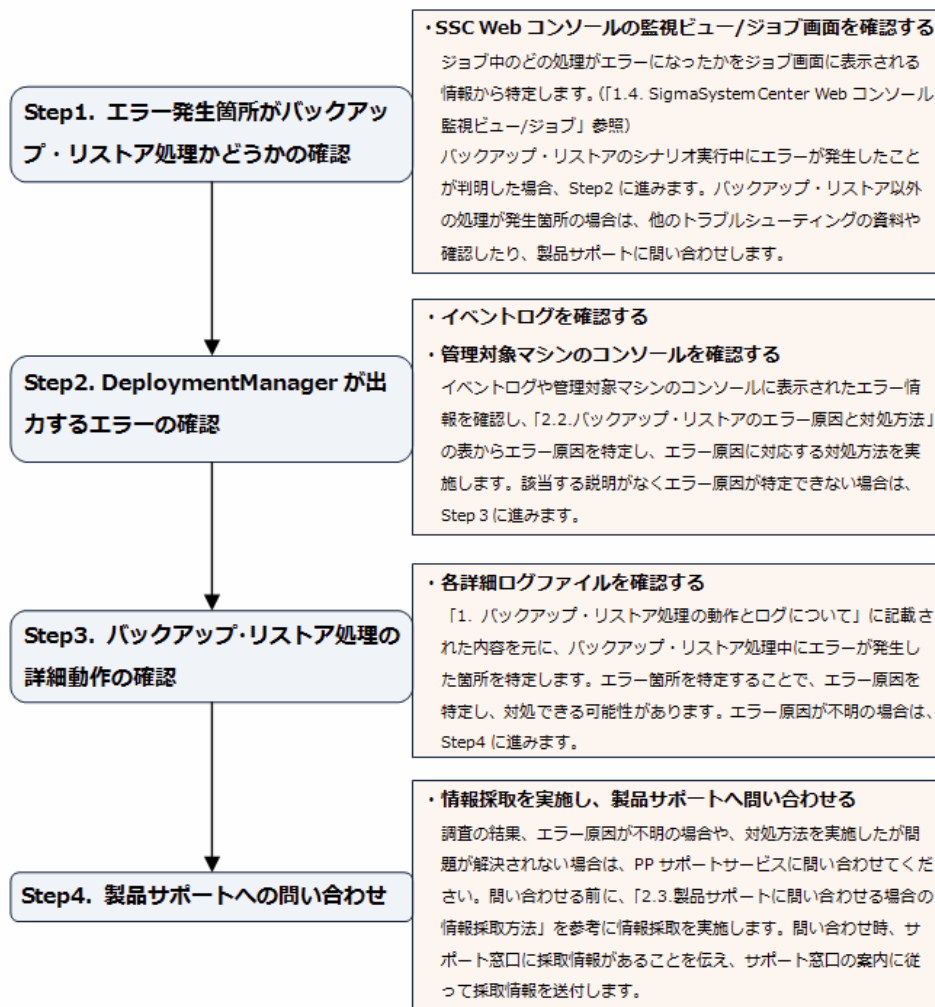 ・SSC Web コンソールの監視ビュー/ジョブ画面を確認する
ジョブ中のどの処理がエラーになったかをジョブ画面に表示される
情報から特定します。(「1.4. SigmaSystemCenter Web コンソール
監視ビュー/ジョブ」参照)
バックアップ・リストアのシナリオ実行中にエラーが発生したこと
が判明した場合、Step2 に進みます。バックアップ・リストア以外
の処理が発生箇所の場合は、他のトラブルシューティングの資料や
確認したり、製品サポートに問い合わせします。
Step1. エラー発生箇所がバックアッ
プ・リストア処理かどうかの確認
・イベントログを確認する
・管理対象マシンのコンソールを確認する
イベントログや管理対象マシンのコンソールに表示されたエラー情
報を確認し、「2.2.バックアップ・リストアのエラー原因と対処方法」
の表からエラー原因を特定し、エラー原因に対応する対処方法を実
施します。該当する説明がなくエラー原因が特定できない場合は、
Step 3 に進みます。
Step2. DeploymentManager が出
力するエラーの確認
・各詳細ログファイルを確認する
「1. バックアップ・リストア処理の動作とログについて」に記載さ
れた内容を元に、バックアップ・リストア処理中にエラーが発生し
た箇所を特定します。エラー箇所を特定することで、エラー原因を
特定し、対処できる可能性があります。エラー原因が不明の場合は、
Step4 に進みます。
Step3. バックアップ・リストア処理の
詳細動作の確認
・情報採取を実施し、製品サポートへ問い合わせる
調査の結果、エラー原因が不明の場合や、対処方法を実施したが問
題が解決されない場合は、PP サポートサービスに問い合わせてくだ
さい。問い合わせる前に、「2.3.製品サポートに問い合わせる場合の
情報採取方法」を参考に情報採取を実施します。問い合わせ時、サ
ポート窓口に採取情報があることを伝え、サポート窓口の案内に従
って採取情報を送付します。
Step4. 製品サポートへの問い合わせ